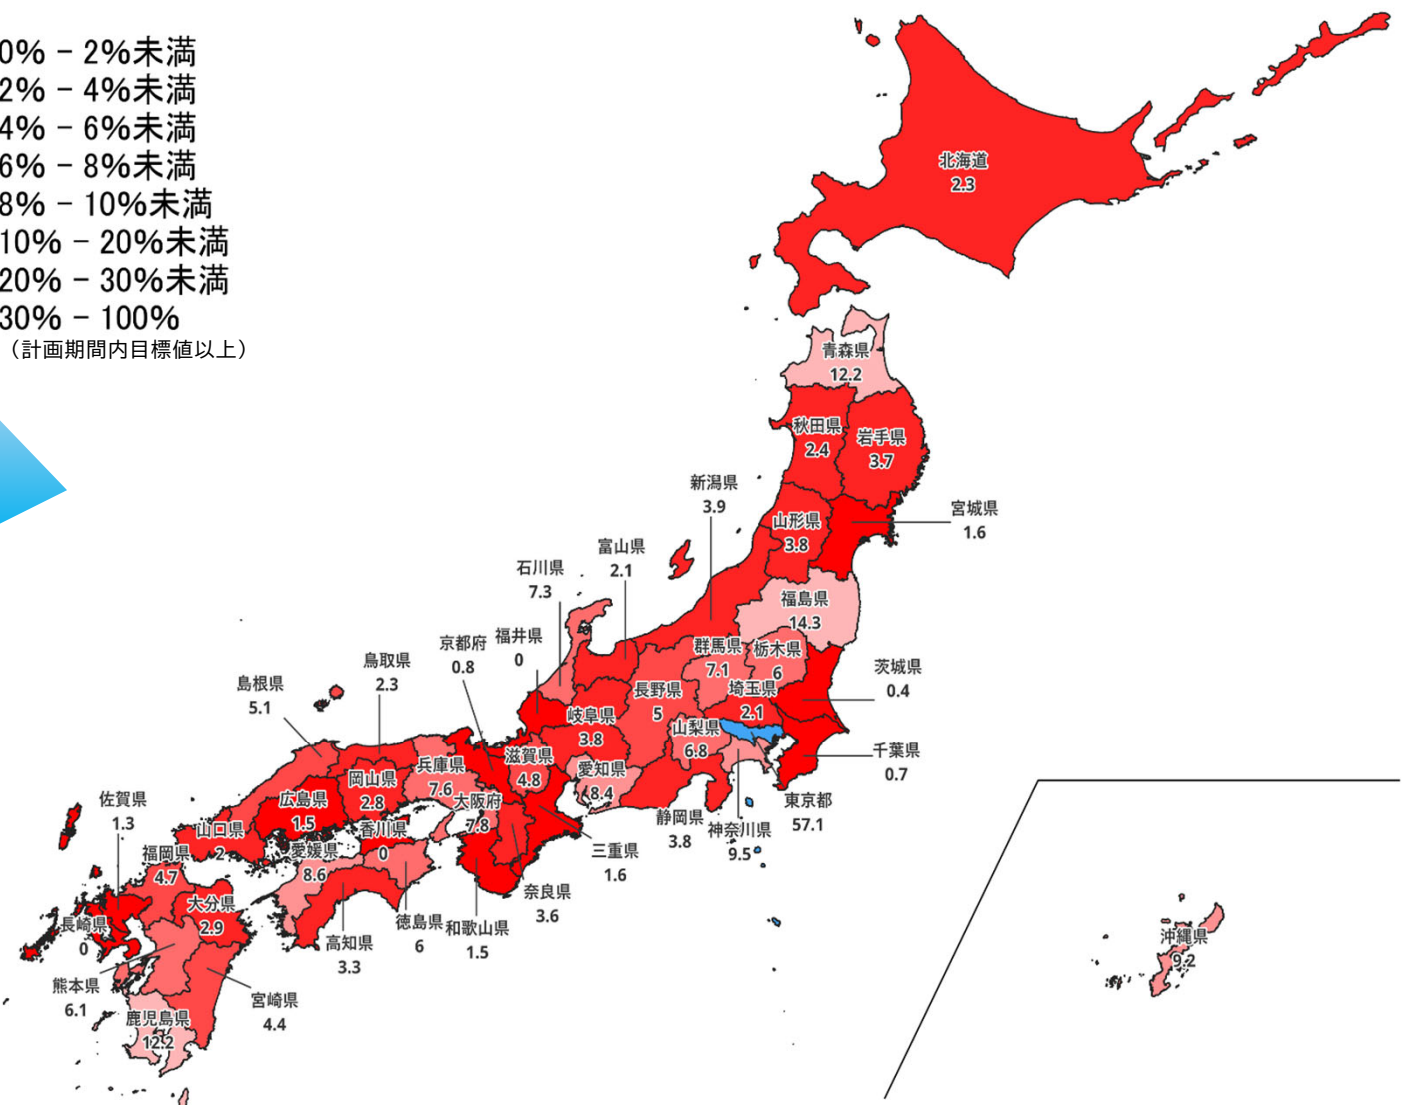 0% − 2%未満
2% − 4%未満
4% − 6%未満
6% − 8%未満
8% − 10%未満
10% − 20%未満
20% − 30%未満
30% − 100%
（計画期間内目標値以上）
北海道
2.3
青森県
12.2
秋田県
2.4
岩手県
3.7
新潟県
3.9
山形県
3.8
宮城県
1.6
富山県
2.1
石川県
7.3
福島県
14.3
京都府
0.8
福井県
0
群馬県
7.1
栃木県
6
茨城県
0.4
鳥取県
2.3
島根県
5.1
長野県
5
埼玉県
2.1
岐阜県
3.8
山梨県
6.8
千葉県
0.7
滋賀県
4.8
兵庫県
7.6
愛知県
8.4
岡山県
2.8
大阪府
7.8
広島県
1.5
佐賀県
1.3
東京都
57.1
静岡県
3.8
神奈川県
9.5
山口県
2
香川県
0
三重県
1.6
福岡県
4.7
愛媛県
8.6
奈良県
3.6
大分県
2.9
徳島県
6
和歌山県
1.5
長崎県
0
高知県
3.3
沖縄県
9.2
熊本県
6.1
宮崎県
4.4
鹿児島県
12.2